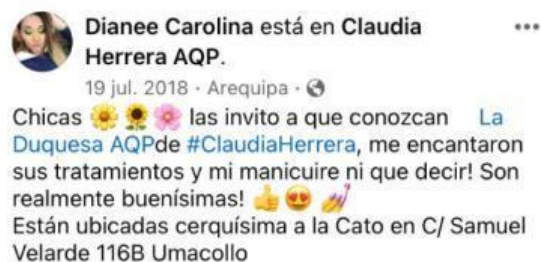 Dianee Carolina está en Claudia
Herrera AQP.
19 jul. 2018 · Arequipa ·
Chicas 🌼 🌻 🌸 las invito a que conozcan La
Duquesa AQPde #ClaudiaHerrera, me encantaron
sus tratamientos y mi manicuire ni que decir! Son
realmente buenísimas! 👍 😍 💅
Están ubicadas cerquísima a la Cato en C/ Samuel
Velarde 116B Umacollo